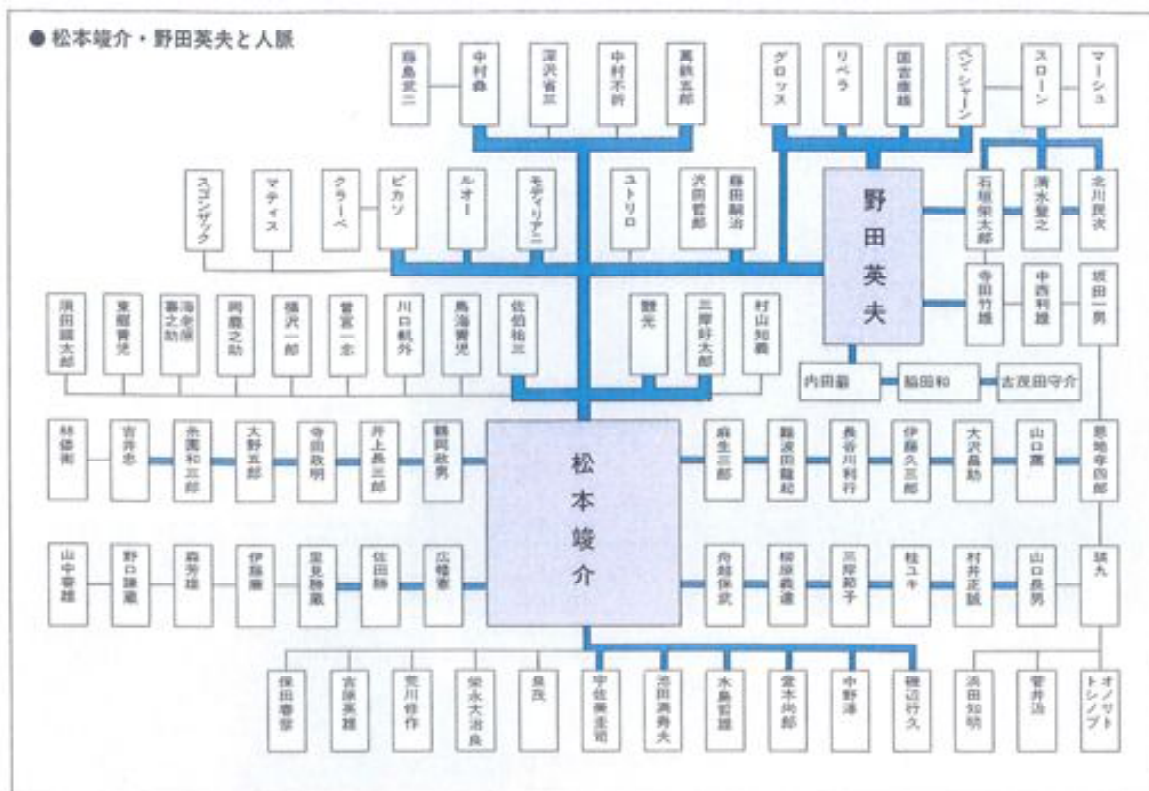 ● 松本竣介・野田英夫と人脈
藤島武二
中村彝
深沢省三
中村不折
萬鉄五郎
グロッス
リベラ
国吉康雄
ベン・シャーン
スローン
マーシュ
スゴンザック
マティス
クラーベ
ピカソ
ルオー
モディリアニ
ユトリロ
沢田哲郎
藤田嗣治
野田英夫
石垣栄太郎
清水登之
北川民次
須田國太郎
東郷青児
海老原喜之助
岡鹿之助
福沢一郎
曽宮一念
川口軌外
鳥海青児
佐伯祐三
靉光
三岸好太郎
村山知義
寺田竹雄
中西利雄
坂田一男
内田巌
脇田和
古茂田守介
林倭衛
吉井忠
糸園和三郎
大野五郎
寺田政明
井上長三郎
鶴岡政男
松本竣介
麻生三郎
難波田龍起
長谷川利行
伊藤久三郎
大沢昌助
山口薫
恩地孝四郎
山中春雄
野口謙蔵
森芳雄
伊藤廉
里見勝蔵
佐田勝
広幡憲
舟越保武
柳原義達
三岸節子
桂ユキ
村井正誠
山口長男
瑛九
保田春彦
吉原英雄
荒川修作
深永大治良
泉茂
宇佐美圭司
池田満寿夫
水島哲雄
堂本尚郎
中野淳
磯辺行久
浜田知明
菅井汲
オノサト
トシノブ